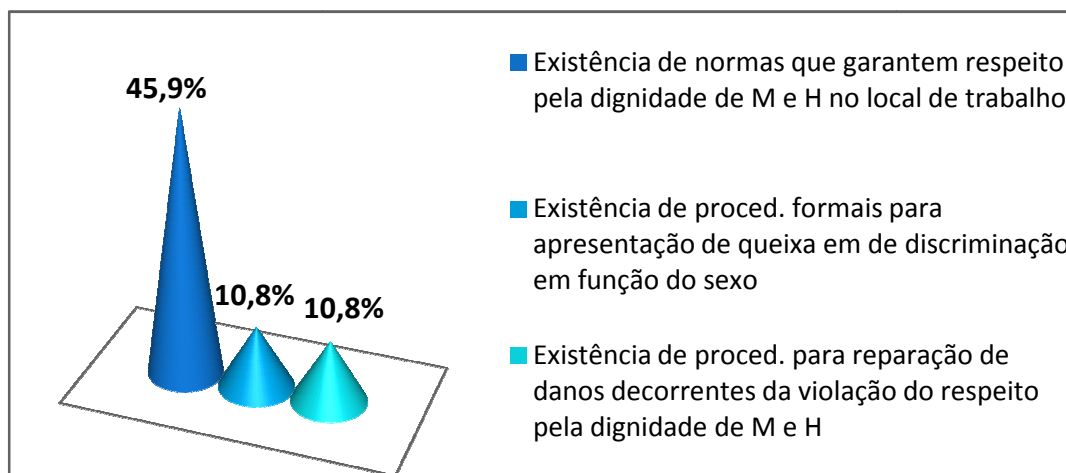 45,9%
10,8%
10,8%
Existência de normas que garantem respeito
pela dignidade de M e H no local de trabalho
Existência de proced. formais para
apresentação de queixa em de discriminação
em função do sexo
Existência de proced. para reparação de
danos decorrentes da violação do respeito
pela dignidade de M e H